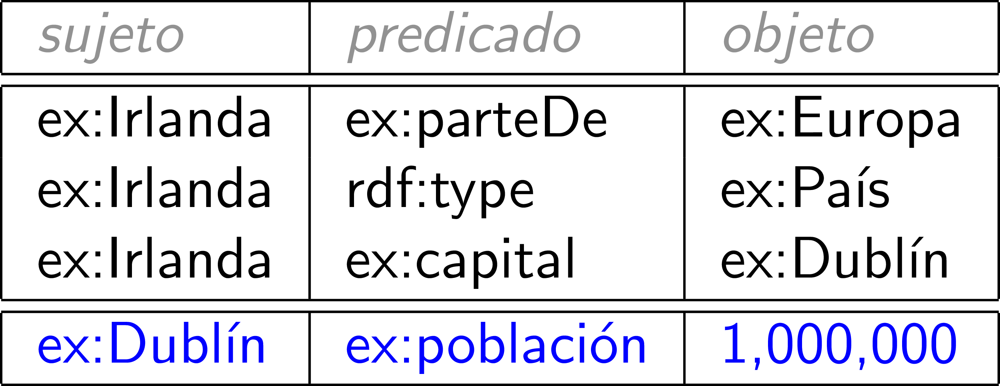 sujeto predicado objeto
ex:Irlanda ex:parteDe ex:Europa
ex:Irlanda rdf:type ex:País
ex:Irlanda ex:capital ex:Dublín
ex:Dublín ex:población 1,000,000